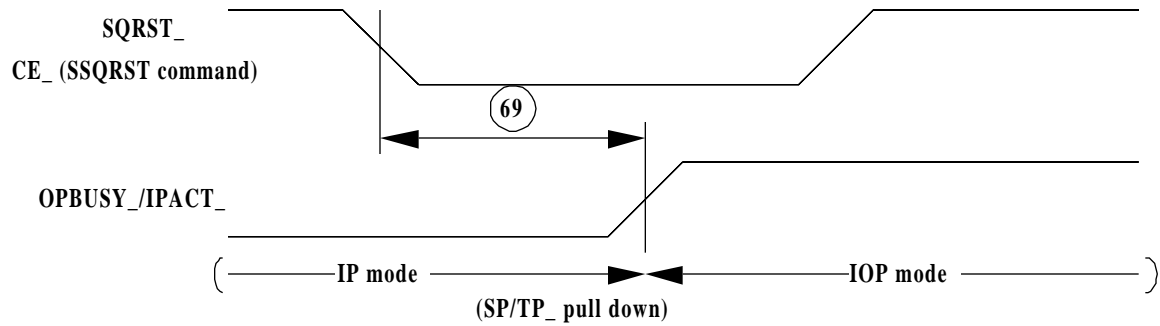 SQRST_
CE_ (SSQRST command)
69
OPBUSY_/IPACT_
( IP mode IOP mode )
(SP/TP_ pull down)